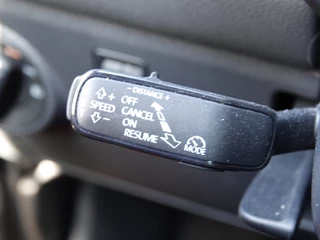 - DISTANCE +
+ OFF
SPEED CANCEL
- ON
RESUME
MODE